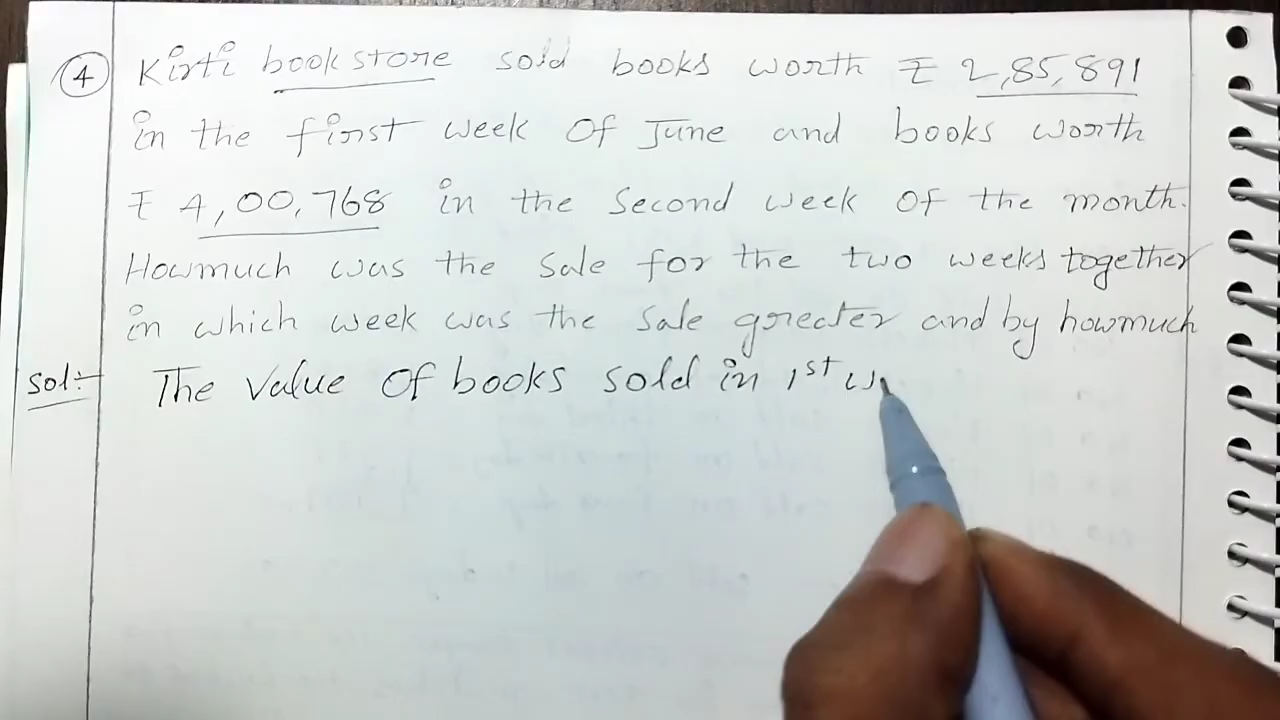 4 Kirti bookstore sold books worth ₹ 2,85,891
in the first week of June and books worth
₹ 4,00,768 in the second week of the month.
Howmuch was the sale for the two weeks together
in which week was the sale greater and by howmuch
Sol:- The value of books sold in 1st w